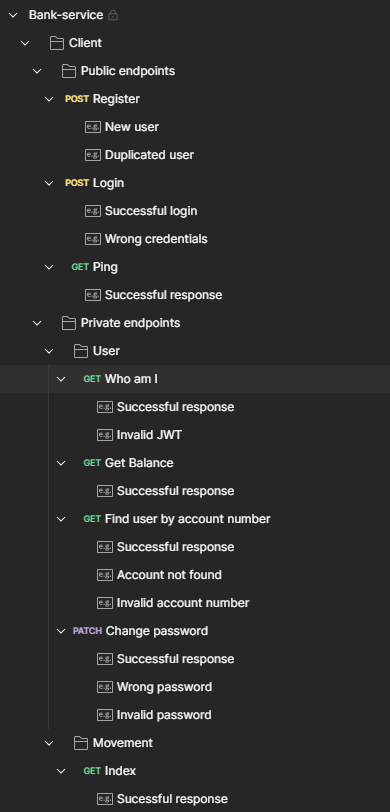 Bank-service
Client
Public endpoints
POST Register
e.g. New user
e.g. Duplicated user
POST Login
e.g. Successful login
e.g. Wrong credentials
GET Ping
e.g. Successful response
Private endpoints
User
GET Who am I
e.g. Successful response
e.g. Invalid JWT
GET Get Balance
e.g. Successful response
GET Find user by account number
e.g. Successful response
e.g. Account not found
e.g. Invalid account number
PATCH Change password
e.g. Successful response
e.g. Wrong password
e.g. Invalid password
Movement
GET Index
e.g. Sucessful response